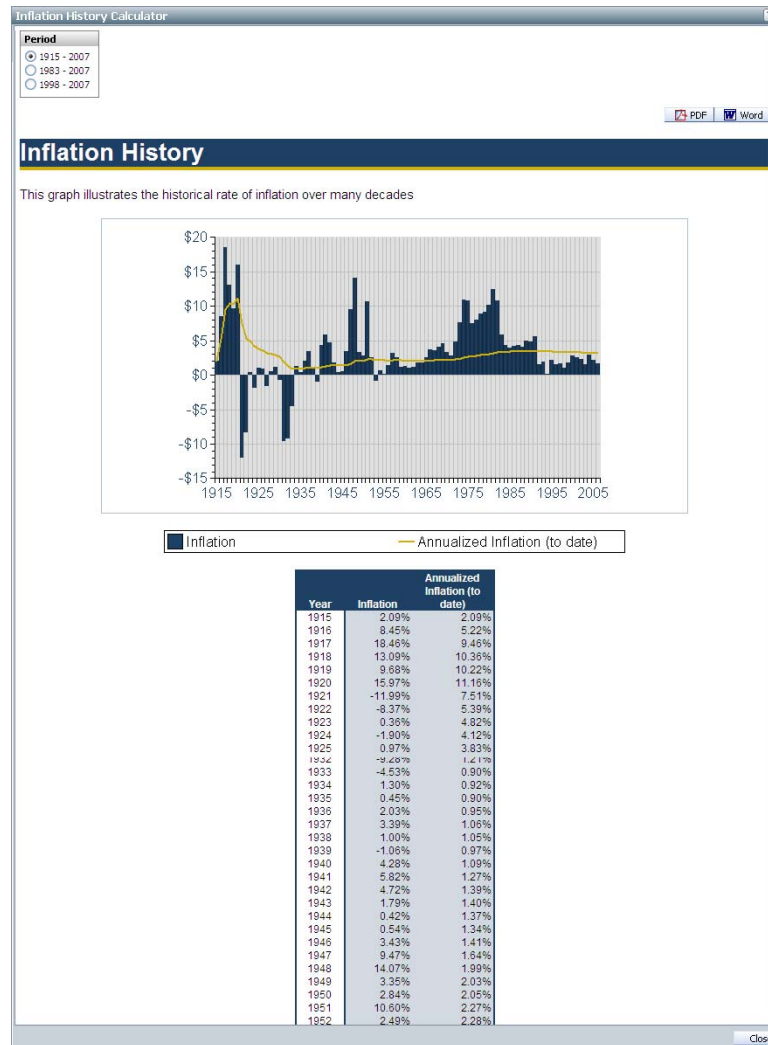 Inflation History Calculator
Period
1915 - 2007
1983 - 2007
1998 - 2007
PDF Word
Inflation History
This graph illustrates the historical rate of inflation over many decades
$20
$15
$10
$5
$0
-$5
-$10
-$15
1915 1925 1935 1945 1955 1965 1975 1985 1995 2005
Inflation Annualized Inflation (to date)
Annualized
Inflation (to
Year Inflation date)
1915 2.09% 2.09%
1916 8.45% 5.22%
1917 18.46% 9.46%
1918 13.09% 10.36%
1919 9.68% 10.22%
1920 15.97% 11.16%
1921 -11.99% 7.51%
1922 -8.37% 5.39%
1923 0.36% 4.82%
1924 -1.90% 4.12%
1925 0.97% 3.83%
1932 -9.28% 1.21%
1933 -4.53% 0.90%
1934 1.30% 0.92%
1935 0.45% 0.90%
1936 2.03% 0.95%
1937 3.39% 1.06%
1938 1.00% 1.05%
1939 -1.06% 0.97%
1940 4.28% 1.09%
1941 5.82% 1.27%
1942 4.72% 1.39%
1943 1.79% 1.40%
1944 0.42% 1.37%
1945 0.54% 1.34%
1946 3.43% 1.41%
1947 9.47% 1.64%
1948 14.07% 1.99%
1949 3.35% 2.03%
1950 2.84% 2.05%
1951 10.60% 2.27%
1952 2.49% 2.28%
Clos